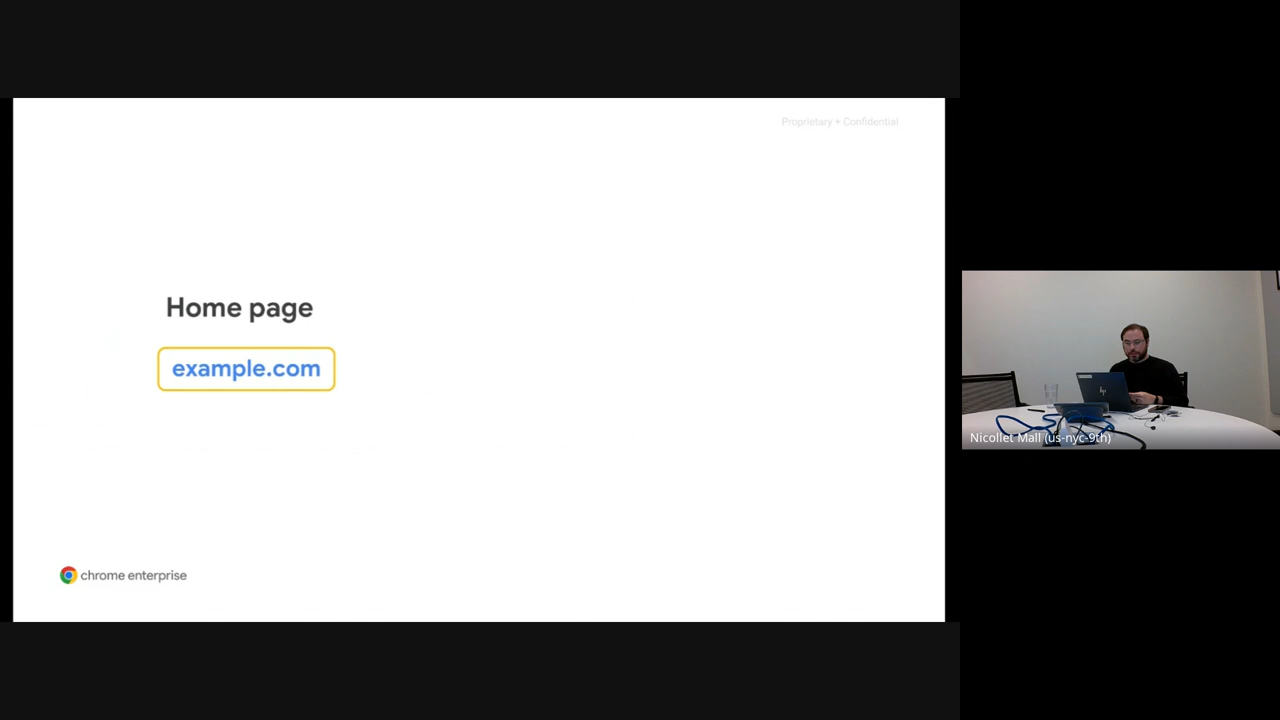 Proprietary + Confidential
Home page
example.com
chrome enterprise
Nicollet Mall (us-nyc-9th)